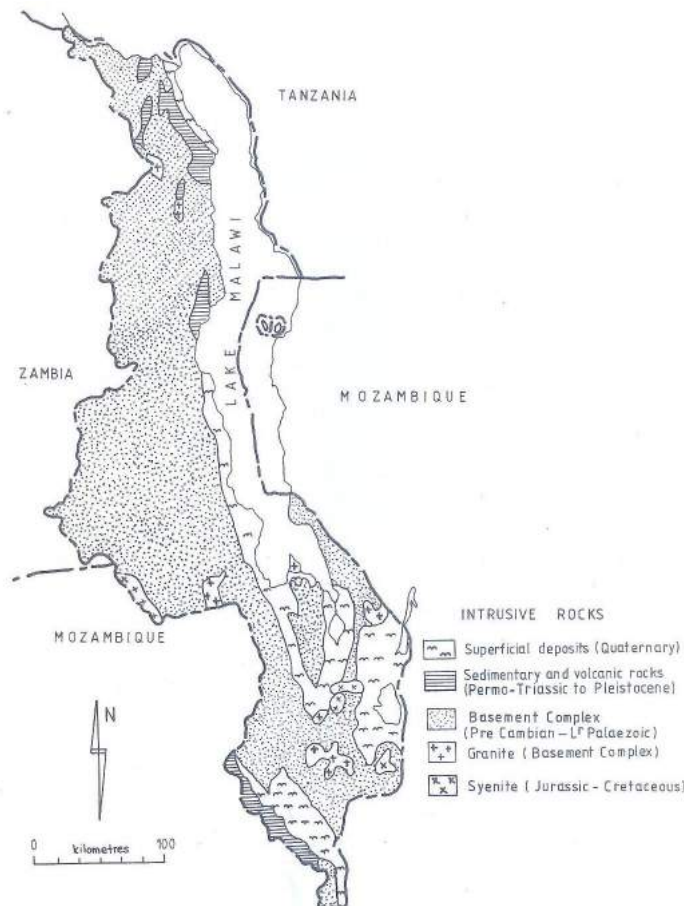 TANZANIA
LAKE MALAWI
ZAMBIA
MOZAMBIQUE
MOZAMBIQUE
INTRUSIVE ROCKS
Superficial deposits (Quaternary)
Sedimentary and volcanic rocks
(Permo-Triassic to Pleistocene)
Basement Complex
(Pre Cambian - Lr Palaezoic)
Granite (Basement Complex)
Syenite (Jurassic - Cretaceous)
N
0 kilometres 100